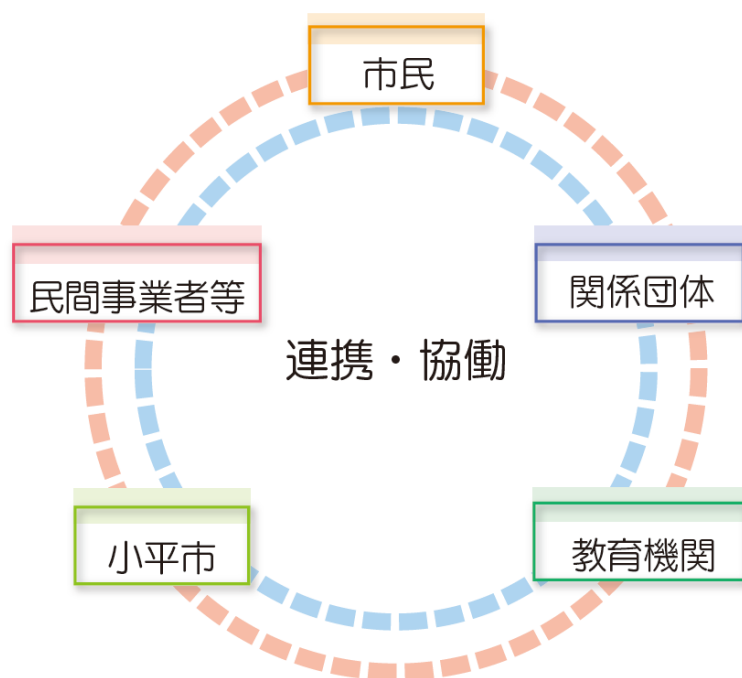 市民
民間事業者等
関係団体
連携・協働
小平市
教育機関